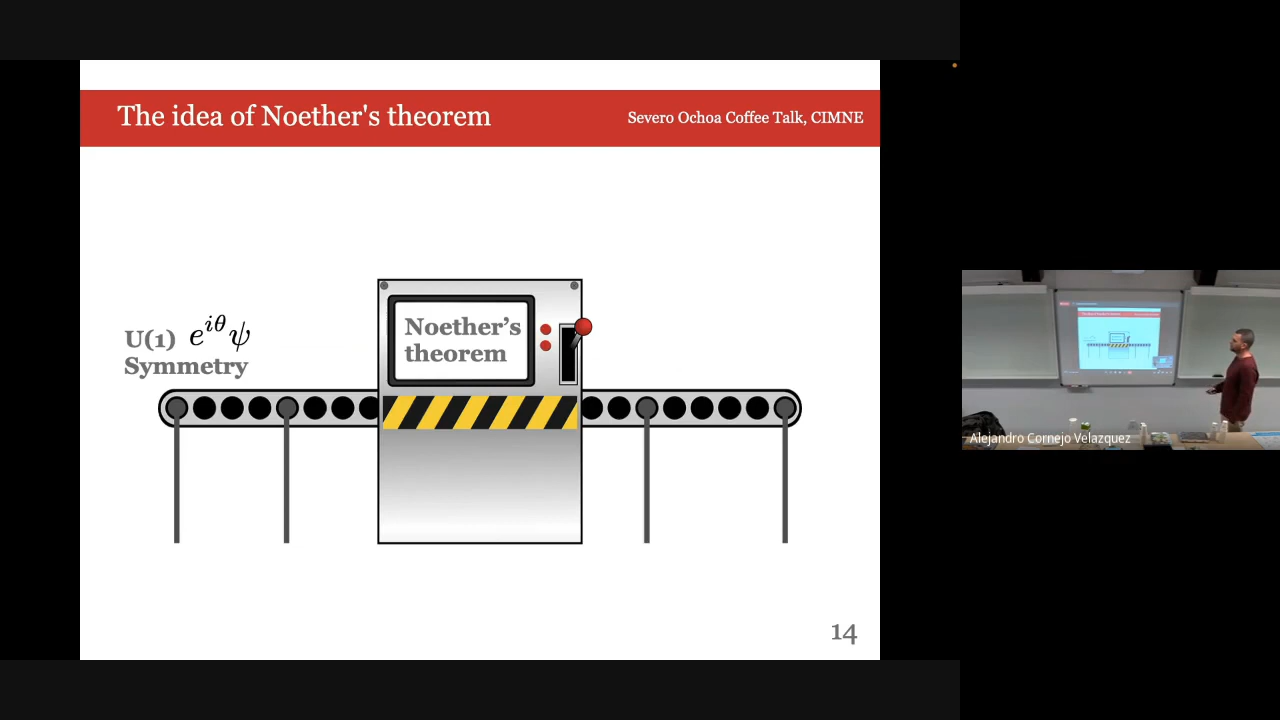 The idea of Noether's theorem
Severo Ochoa Coffee Talk, CIMNE
U(1) e^{iθ}ψ
Symmetry
Noether's
theorem
14
Alejandro Cornejo Velazquez